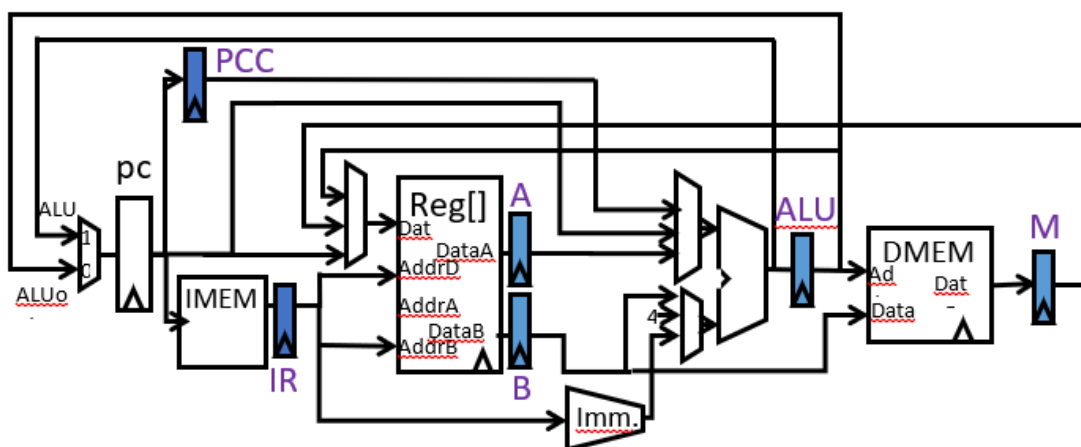 PCC
pc
A
ALU
Reg[]
ALU
M
Dat
DMEM
1
DataA
AddrD
0
IMEM
Ad
Dat
ALUo
AddrA
4
Data
DataB
AddrB
IR
B
Imm.